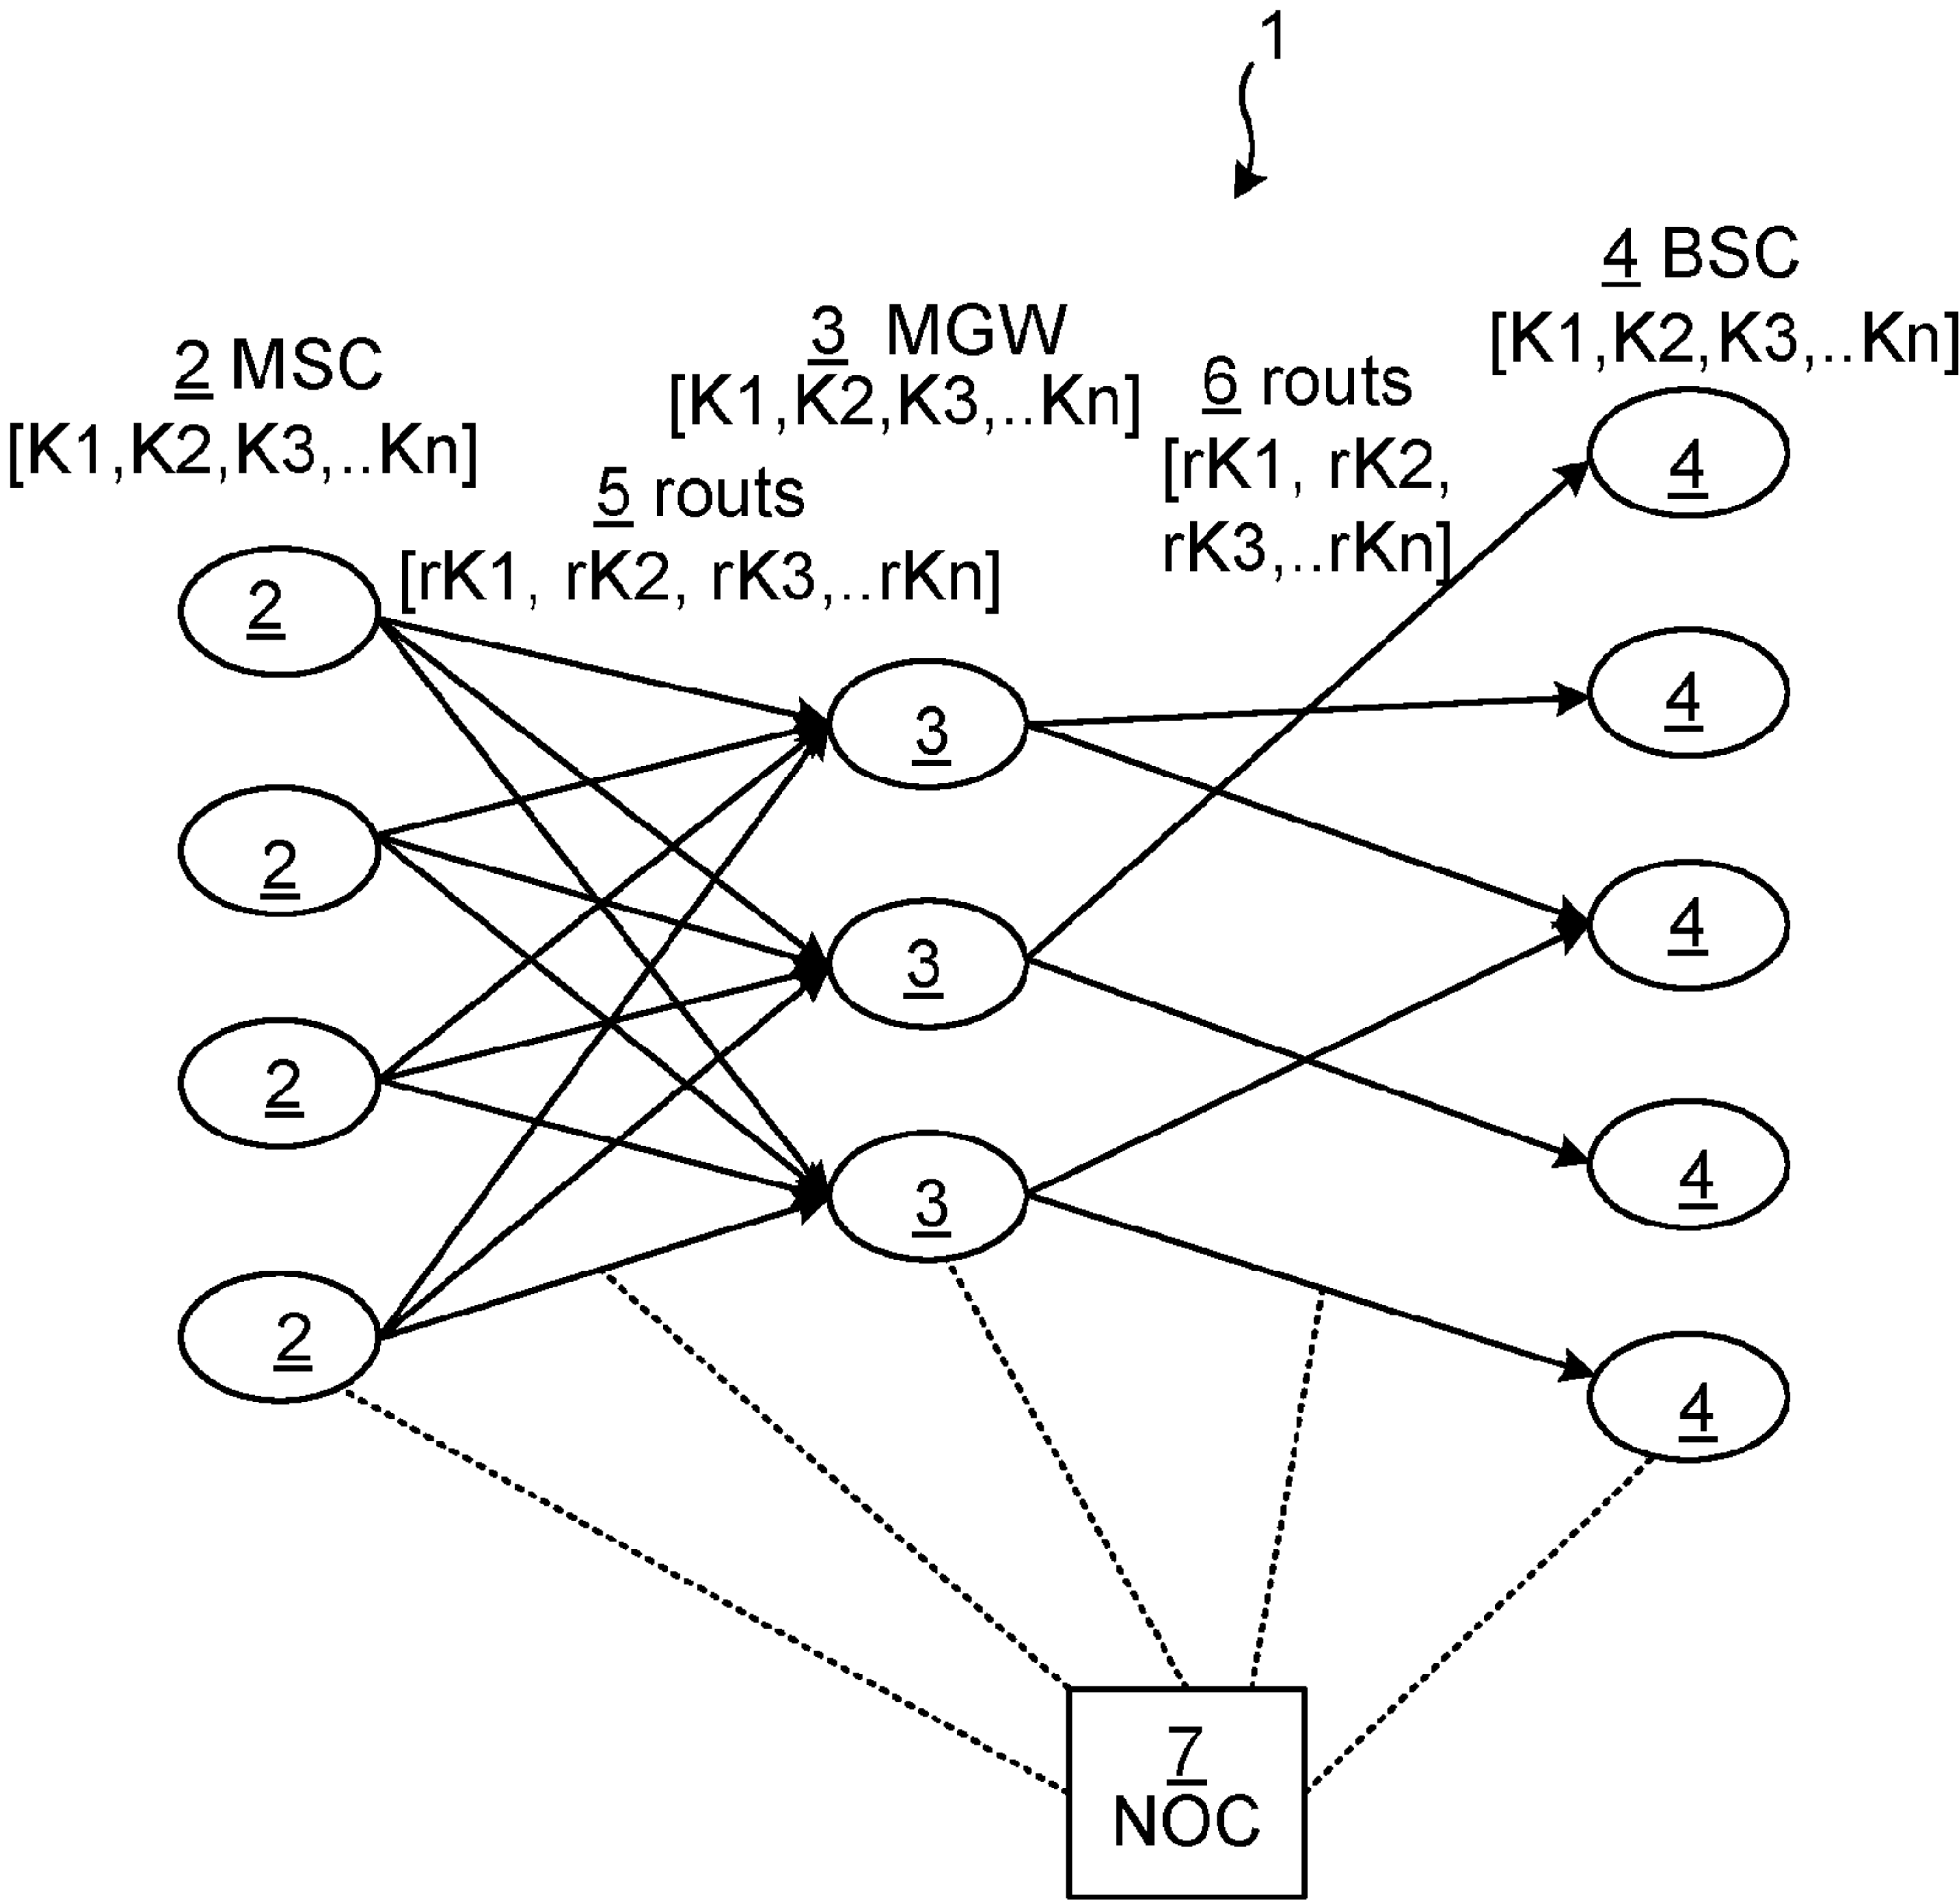 1
4 BSC
[K1,K2,K3,..Kn]
3 MGW
[K1,K2,K3,..Kn]
2 MSC
[K1,K2,K3,..Kn]
6 routs
[rK1, rK2,
rK3,..rKn]
5 routs
[rK1, rK2, rK3,..rKn]
2
2
2
2
3
3
3
4
4
4
4
4
7
NOC